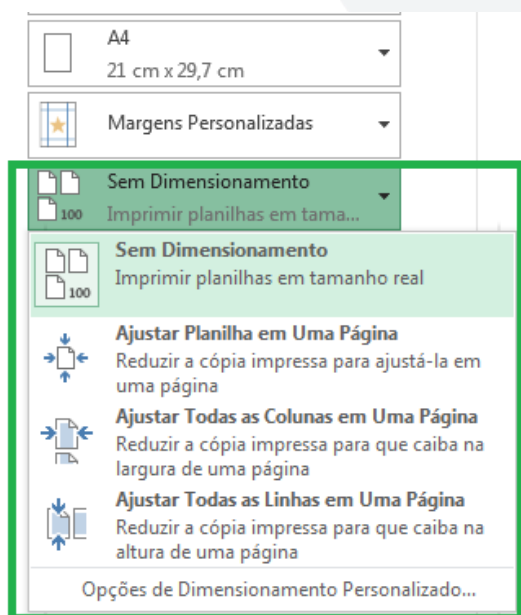 A4
21 cm x 29,7 cm
Margens Personalizadas
Sem Dimensionamento
100 Imprimir planilhas em tama...
Sem Dimensionamento
Imprimir planilhas em tamanho real
100
Ajustar Planilha em Uma Página
Reduzir a cópia impressa para ajustá-la em
uma página
Ajustar Todas as Colunas em Uma Página
Reduzir a cópia impressa para que caiba na
largura de uma página
Ajustar Todas as Linhas em Uma Página
Reduzir a cópia impressa para que caiba na
altura de uma página
Opções de Dimensionamento Personalizado...